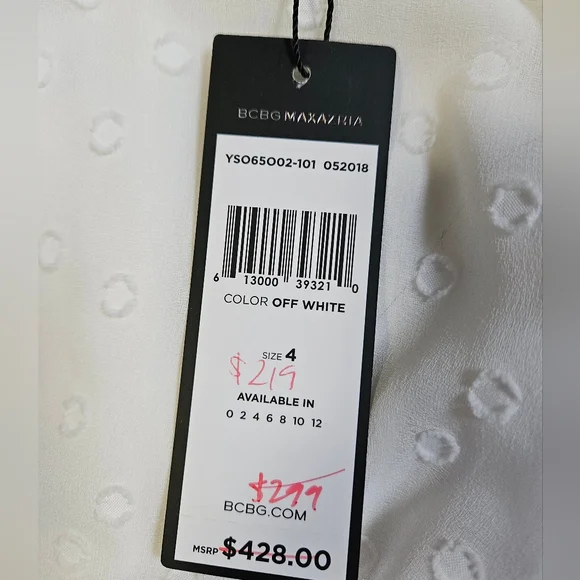 BCBGMAXAZRIA
YSO65O02-101 052018
6 13000 39321 0
COLOR OFF WHITE
SIZE 4
$219
AVAILABLE IN
0 2 4 6 8 10 12
$299
BCBG.COM
MSRP $428.00